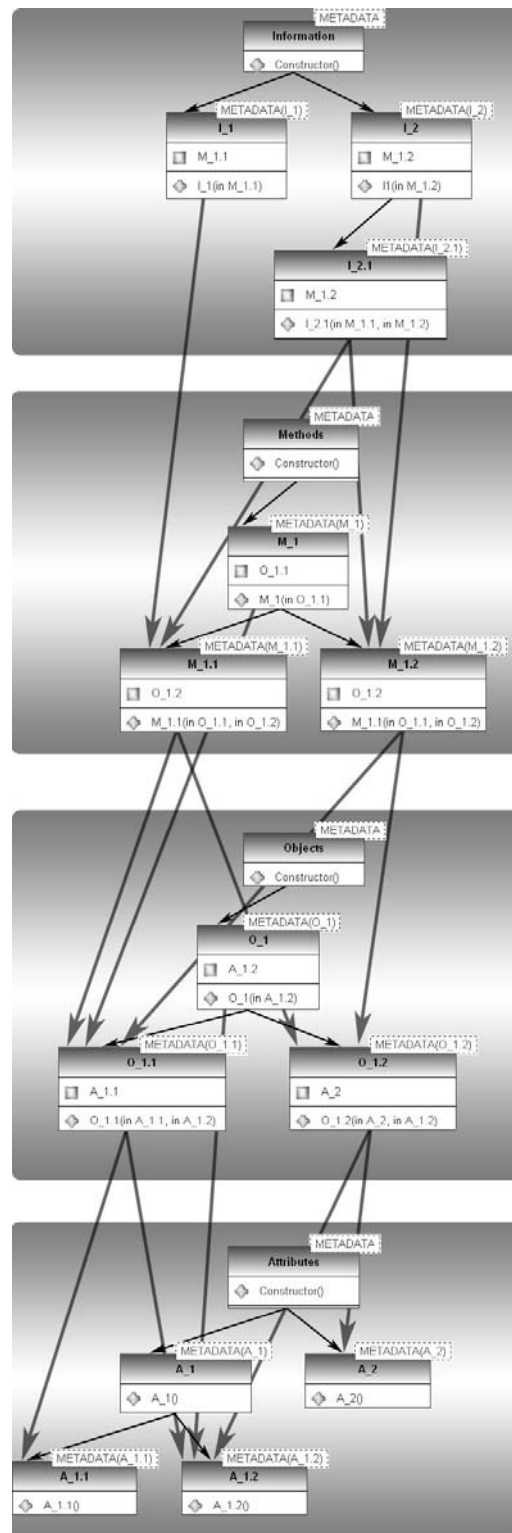 METADATA
Information
Constructor()
METADATA(I_1)
METADATA(I_2)
I_1
I_2
M_1.1
M_1.2
I_1(in M_1.1)
I1(in M_1.2)
METADATA(I_2.1)
I_2.1
M_1.2
I_2.1(in M_1.1, in M_1.2)
METADATA
Methods
Constructor()
METADATA(M_1)
M_1
O_1.1
M_1(in O_1.1)
METADATA(M_1.1)
METADATA(M_1.2)
M_1.1
M_1.2
O_1.2
O_1.2
M_1.1(in O_1.1, in O_1.2)
M_1.1(in O_1.1, in O_1.2)
METADATA
Objects
Constructor()
METADATA(O_1)
O_1
A_1.2
O_1(in A_1.2)
METADATA(O_1.1)
METADATA(O_1.2)
O_1.1
O_1.2
A_1.1
A_2
O_1.1(in A_1.1, in A_1.2)
O_1.2(in A_2, in A_1.2)
METADATA
Attributes
Constructor()
METADATA(A_1)
METADATA(A_2)
A_1
A_2
A_1()
A_2()
METADATA(A_1.1)
METADATA(A_1.2)
A_1.1
A_1.2
A_1.1()
A_1.2()